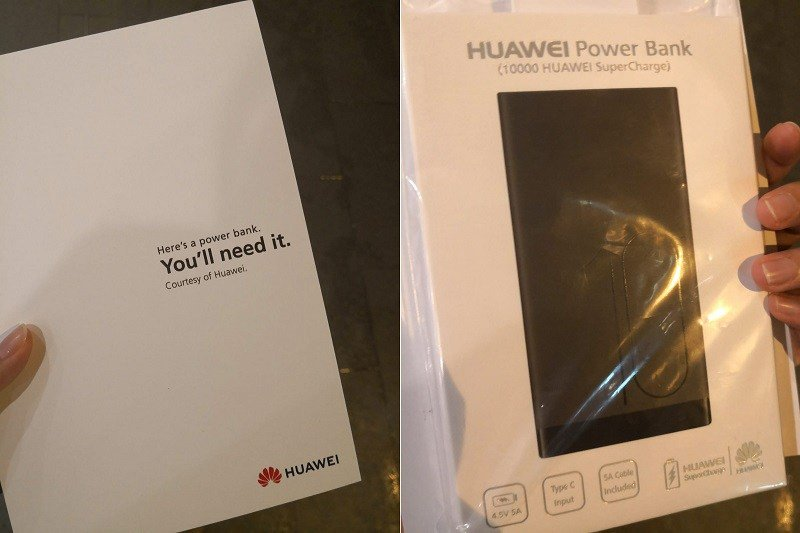 Here's a power bank.
You'll need it.
Courtesy of Huawei.
HUAWEI
HUAWEI Power Bank
(10000 HUAWEI SuperCharge)
4.5V 5A
Type C
Input
5A Cable
Included
HUAWEI
SuperCharge
HUAWEI